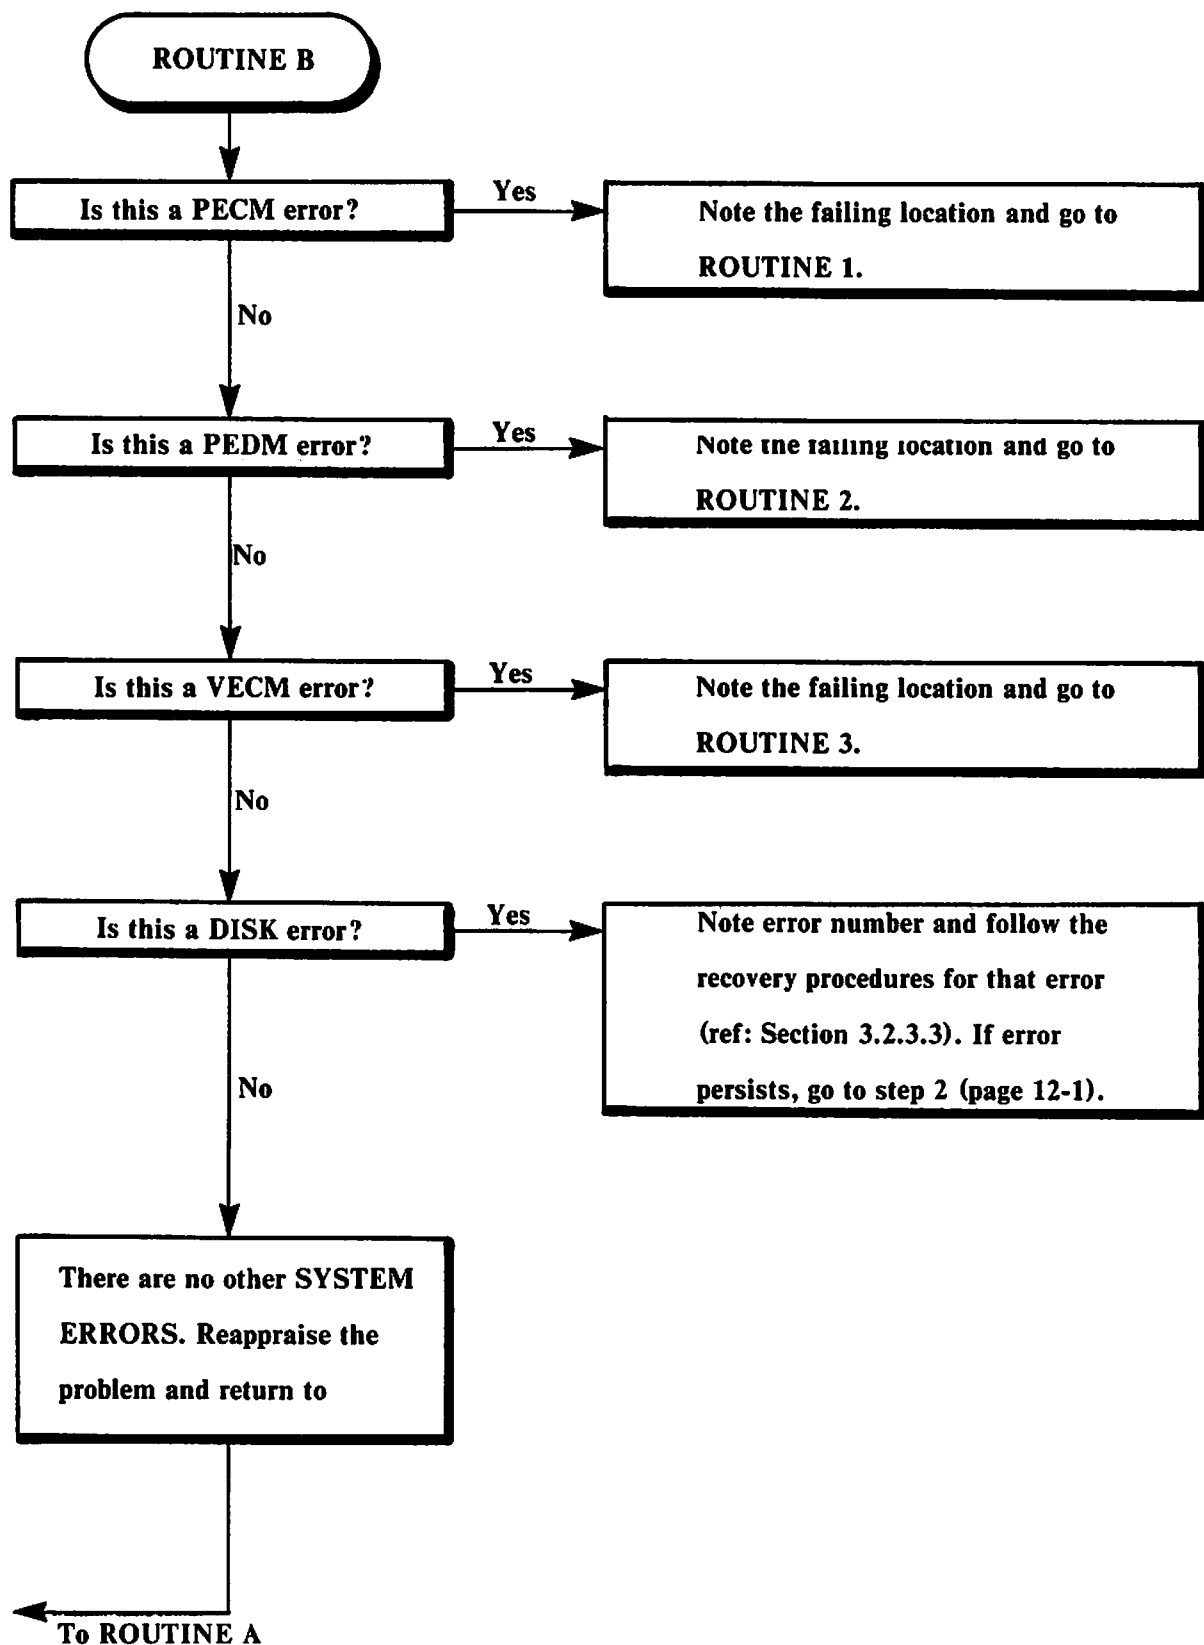 ROUTINE B
Is this a PECM error?
Yes
Note the failing location and go to
ROUTINE 1.
No
Is this a PEDM error?
Yes
Note the failing location and go to
ROUTINE 2.
No
Is this a VECM error?
Yes
Note the failing location and go to
ROUTINE 3.
No
Is this a DISK error?
Yes
Note error number and follow the
recovery procedures for that error
(ref: Section 3.2.3.3). If error
persists, go to step 2 (page 12-1).
No
There are no other SYSTEM
ERRORS. Reappraise the
problem and return to
To ROUTINE A